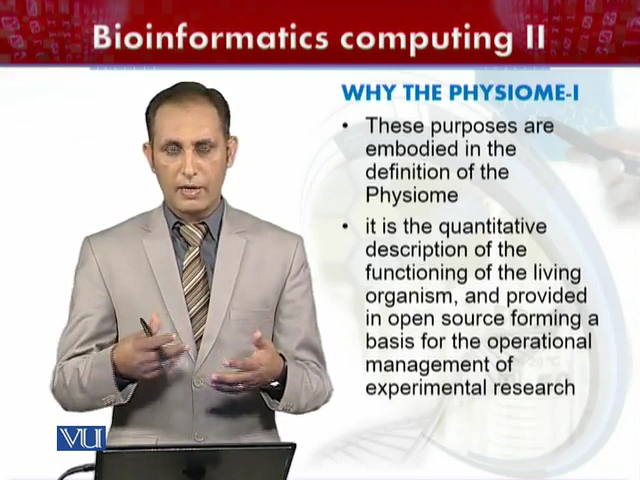 Bioinformatics computing II
WHY THE PHYSIOME-I
• These purposes are
embodied in the
definition of the
Physiome
• it is the quantitative
description of the
functioning of the living
organism, and provided
in open source forming a
basis for the operational
management of
experimental research
VU